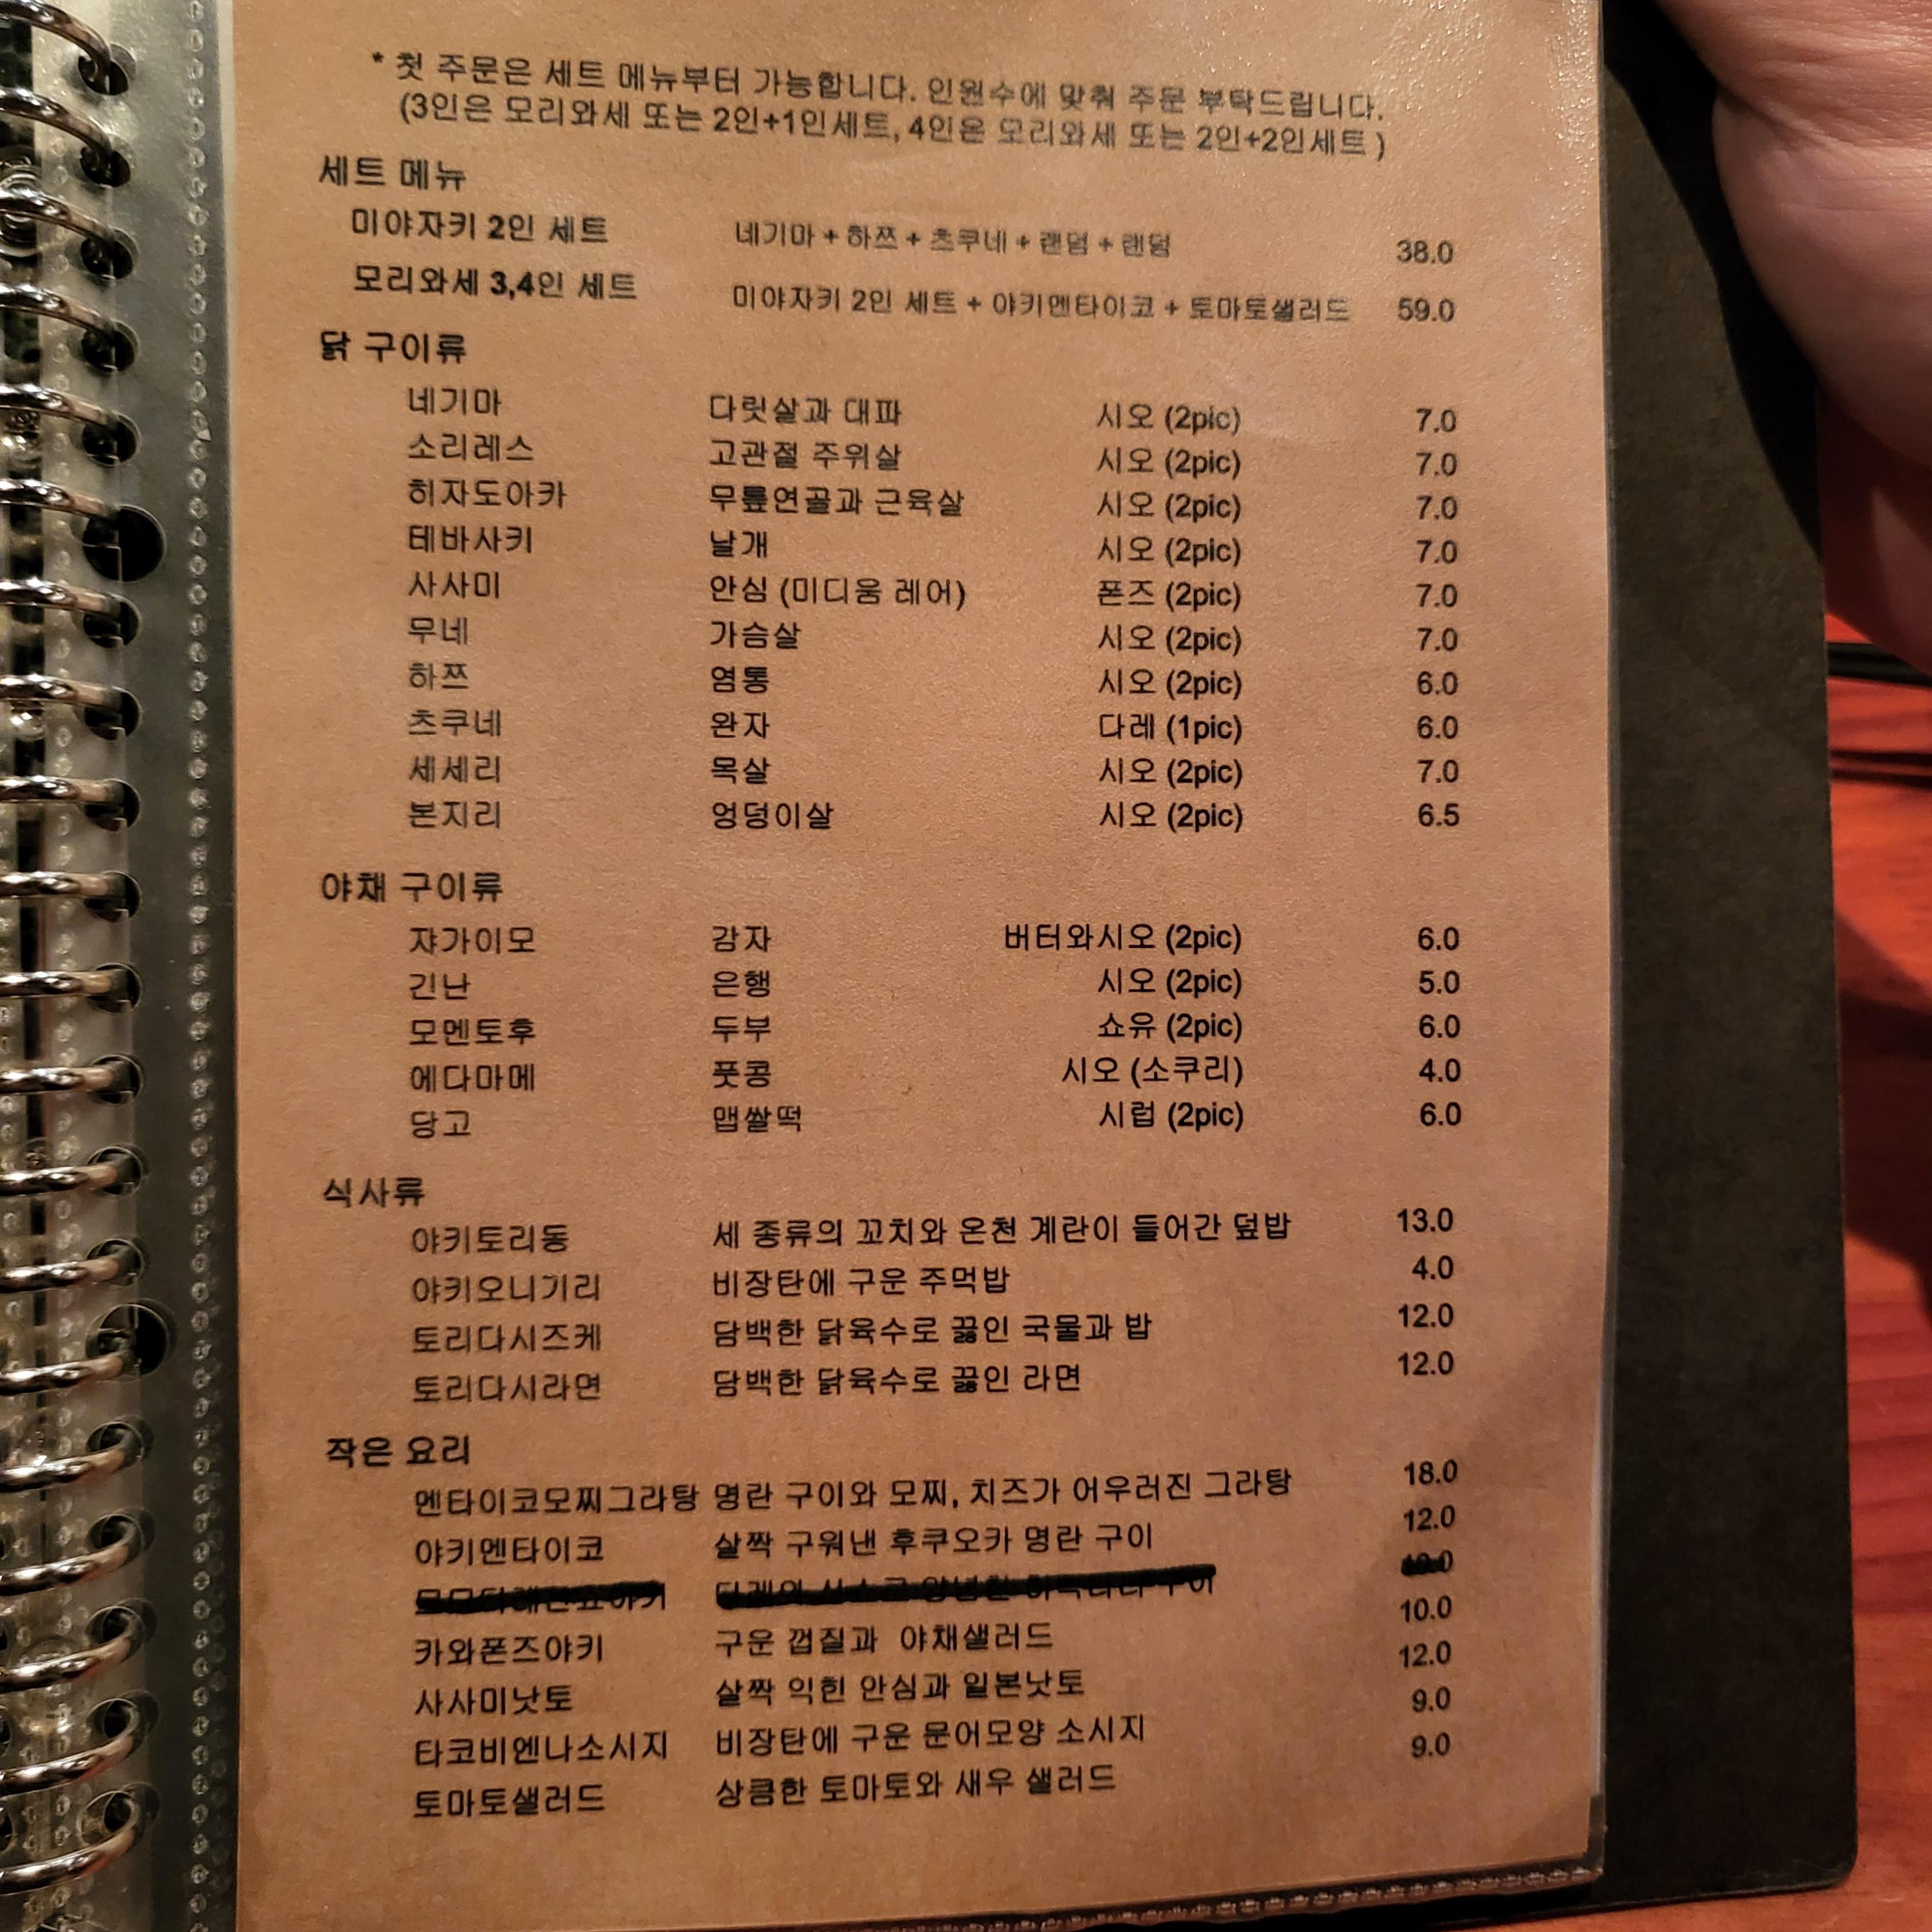 * 첫 주문은 세트 메뉴부터 가능합니다. 인원수에 맞춰 주문 부탁드립니다.
(3인은 모리와세 또는 2인+1인세트, 4인은 모리와세 또는 2인+2인세트 )
세트 메뉴
미야자키 2인 세트 네기마 + 하쯔 + 츠쿠네 + 랜덤 + 랜덤 38.0
모리와세 3,4인 세트 미야자키 2인 세트 + 야키멘타이코 + 토마토샐러드 59.0
닭 구이류
네기마 다릿살과 대파 시오 (2pic) 7.0
소리레스 고관절 주위살 시오 (2pic) 7.0
히자도아카 무릎연골과 근육살 시오 (2pic) 7.0
테바사키 날개 시오 (2pic) 7.0
사사미 안심 (미디움 레어) 폰즈 (2pic) 7.0
무네 가슴살 시오 (2pic) 7.0
하쯔 염통 시오 (2pic) 6.0
츠쿠네 완자 다레 (1pic) 6.0
세세리 목살 시오 (2pic) 7.0
본지리 엉덩이살 시오 (2pic) 6.5
야채 구이류
쟈가이모 감자 버터와시오 (2pic) 6.0
긴난 은행 시오 (2pic) 5.0
모멘토후 두부 쇼유 (2pic) 6.0
에다마메 풋콩 시오 (소쿠리) 4.0
당고 맵쌀떡 시럽 (2pic) 6.0
식사류
야키토리동 세 종류의 꼬치와 온천 계란이 들어간 덮밥 13.0
야키오니기리 비장탄에 구운 주먹밥 4.0
토리다시즈케 담백한 닭육수로 끓인 국물과 밥 12.0
토리다시라면 담백한 닭육수로 끓인 라면 12.0
작은 요리
멘타이코모찌그라탕 명란 구이와 모찌, 치즈가 어우러진 그라탕 18.0
야키멘타이코 살짝 구워낸 후쿠오카 명란 구이 12.0
카와폰즈야키 구운 껍질과 야채샐러드 10.0
사사미낫토 살짝 익힌 안심과 일본낫토 12.0
타코비엔나소시지 비장탄에 구운 문어모양 소시지 9.0
토마토샐러드 상큼한 토마토와 새우 샐러드 9.0